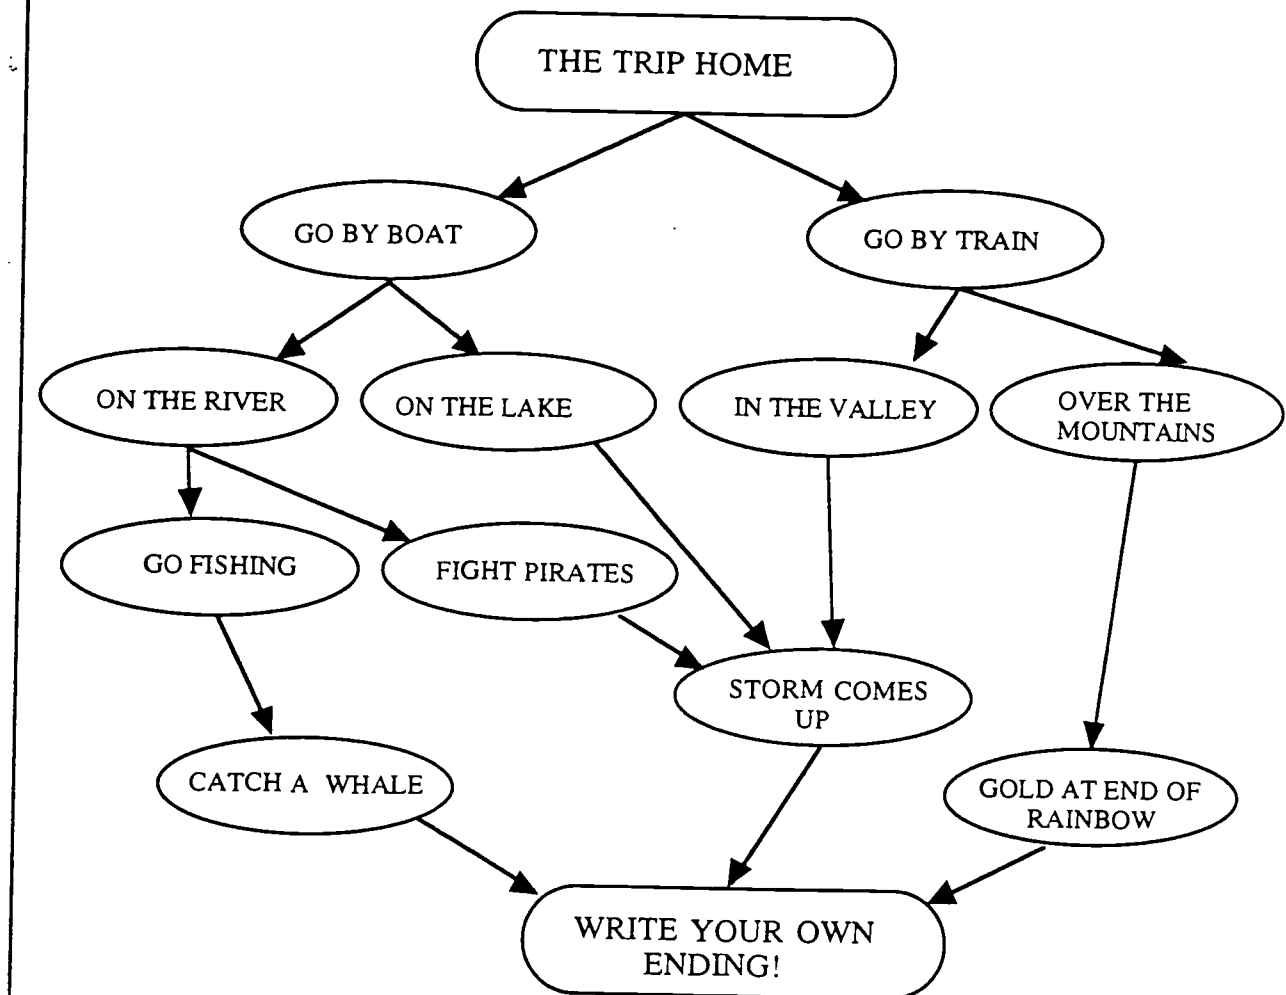 THE TRIP HOME
GO BY BOAT
GO BY TRAIN
ON THE RIVER
ON THE LAKE
IN THE VALLEY
OVER THE
MOUNTAINS
GO FISHING
FIGHT PIRATES
STORM COMES
UP
CATCH A WHALE
GOLD AT END OF
RAINBOW
WRITE YOUR OWN
ENDING!